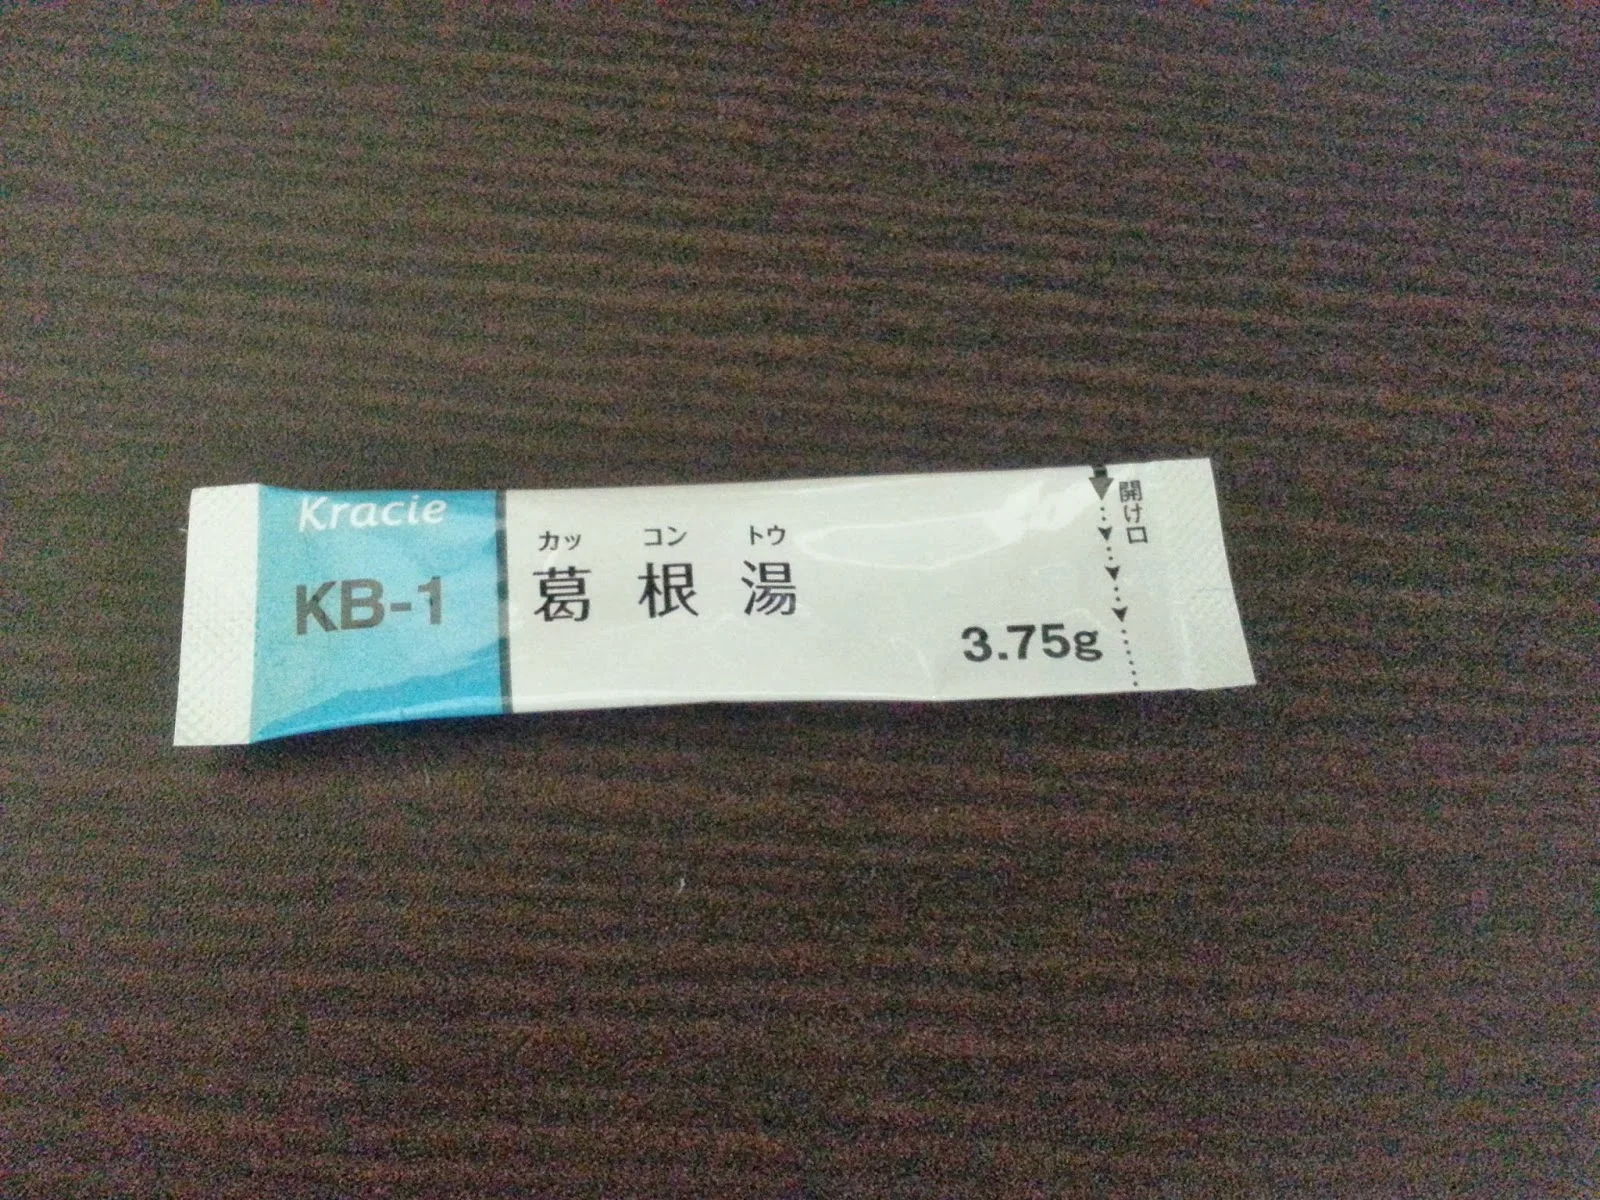 Kracie
KB-1
カッ コン トウ
葛根湯
3.75g
開け口